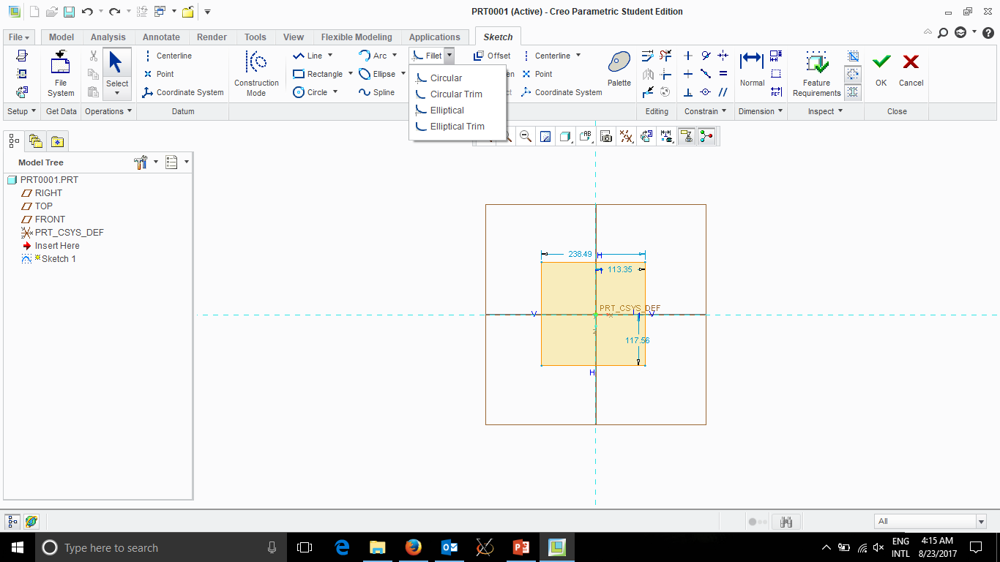 PRT0001 (Active) - Creo Parametric Student Edition
File Model Analysis Annotate Render Tools View Flexible Modeling Applications Sketch
Centerline Line Arc Fillet Offset Centerline
File System Select Point Construction Mode Rectangle Ellipse Point Palette Normal Feature Requirements OK Cancel
Coordinate System Circle Spline Coordinate System
Circular
Circular Trim
Elliptical
Elliptical Trim
Setup Get Data Operations Datum Editing Constrain Dimension Inspect Close
Model Tree
PRT0001.PRT
RIGHT
TOP
FRONT
PRT_CSYS_DEF
Insert Here
Sketch 1
238.49 H
113.35
PRT_CSYS_DEF
V V
117.56
H
All
Type here to search
ENG 4:15 AM
INTL 8/23/2017